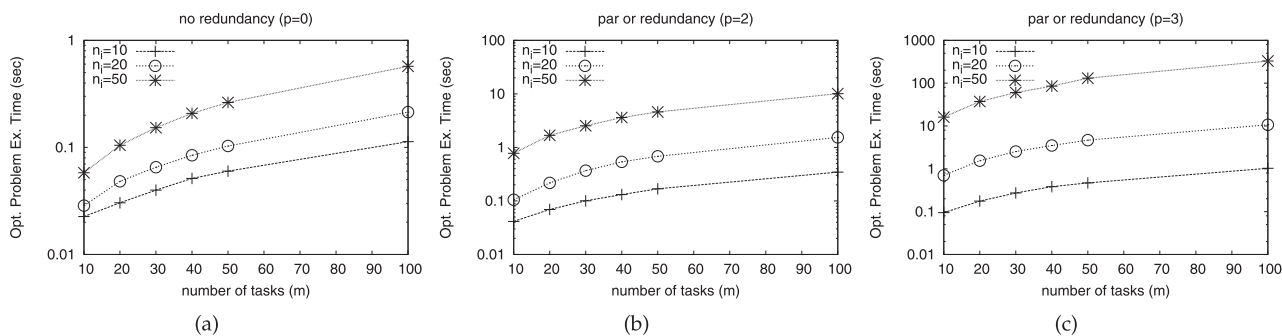 no redundancy (p=0)
1
0.1
0.01
Opt. Problem Ex. Time (sec)
n_i=10
n_i=20
n_i=50
10 20 30 40 50 60 70 80 90 100
number of tasks (m)
(a)
par or redundancy (p=2)
100
10
1
0.1
0.01
Opt. Problem Ex. Time (sec)
n_i=10
n_i=20
n_i=50
10 20 30 40 50 60 70 80 90 100
number of tasks (m)
(b)
par or redundancy (p=3)
1000
100
10
1
0.1
0.01
Opt. Problem Ex. Time (sec)
n_i=10
n_i=20
n_i=50
10 20 30 40 50 60 70 80 90 100
number of tasks (m)
(c)